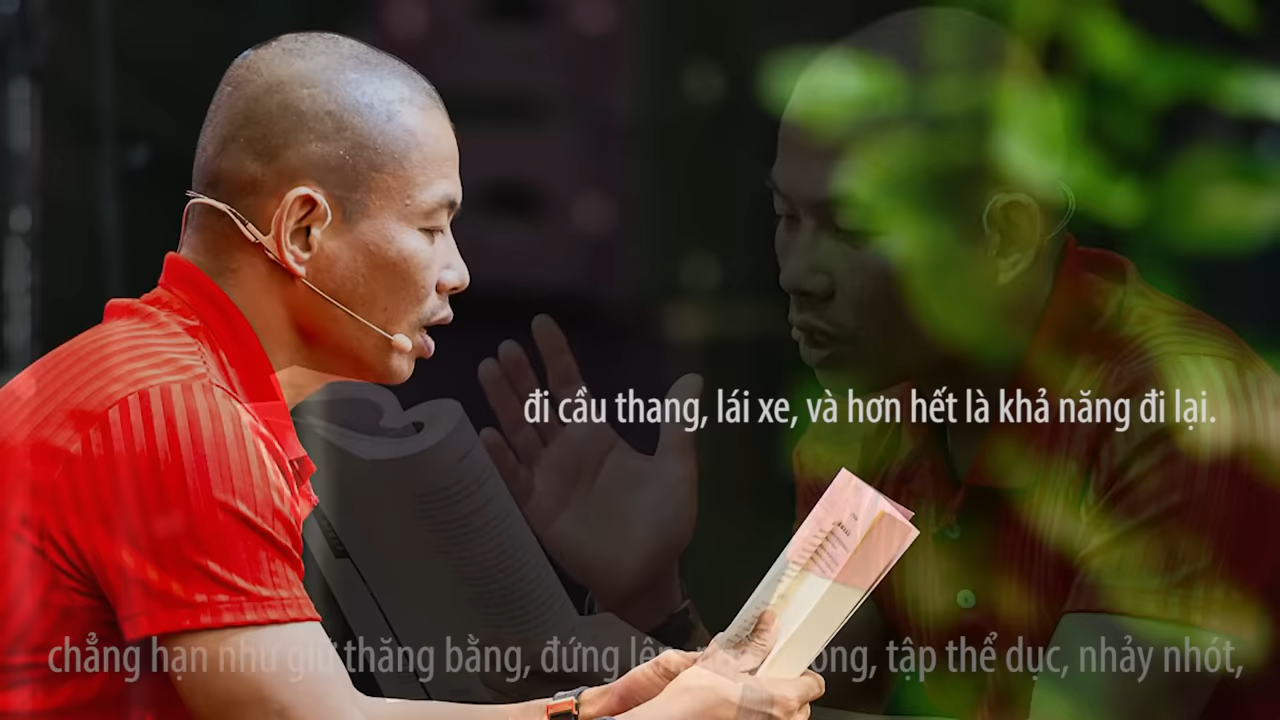 đi cầu thang, lái xe, và hơn hết là khả năng đi lại.
chẳng hạn như giữ thăng bằng, đứng lên, tập thể dục, nhảy nhót,